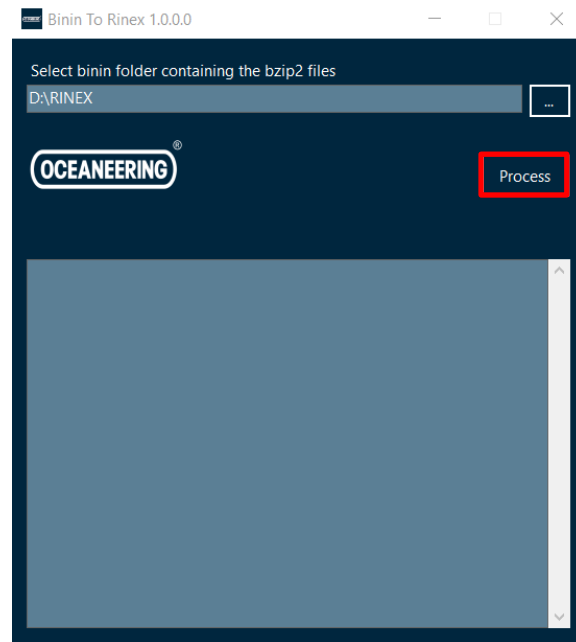 Binin To Rinex 1.0.0.0
Select binin folder containing the bzip2 files
D:\RINEX
...
OCEANEERING®
Process